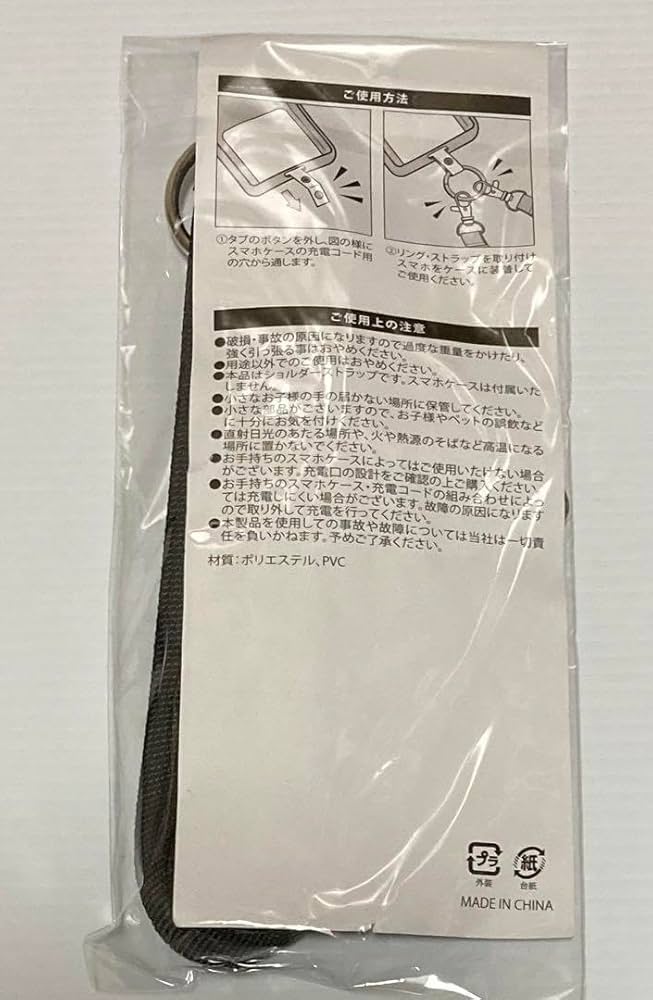 ご使用方法
①タブのボタンを外し、図の様に
スマホケースの充電コード用
の穴から通します。
②リング・ストラップを取り付け
スマホをケースに装着して
ご使用ください。
ご使用上の注意
●破損・事故の原因になりますので過度な重量をかけたり、
強く引っ張る事はおやめください。
●用途以外でのご使用はおやめください。
●本品はショルダーストラップです。スマホケースは付属いた
しません。
●小さなお子様の手の届かない場所に保管してください。
●小さな部品がございますので、お子様やペットの誤飲など
に十分にお気を付けください。
●直射日光のあたる場所や、火や熱源のそばなど高温になる
場所に置かないでください。
●お手持ちのスマホケースによってはご使用いただけない場合
がございます。充電口の設計をご確認の上ご購入ください。
●お手持ちのスマホケース・充電コードの組み合わせによっ
ては充電しにくい場合がございます。故障の原因になります
ので取り外して充電を行ってください。
●本製品を使用しての事故や故障については当社は一切責
任を負いかねます。予めご了承ください。
材質：ポリエステル、PVC
プラ 紙
外装 台紙
MADE IN CHINA